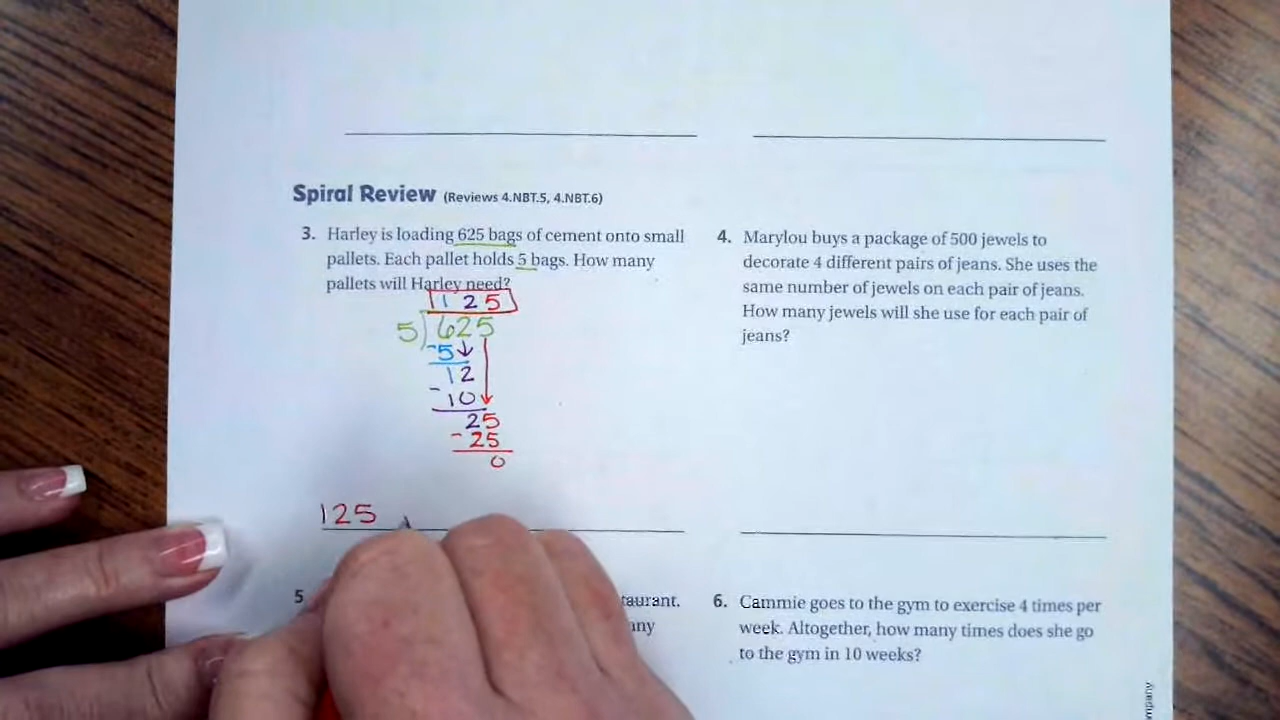 Spiral Review (Reviews 4.NBT.5, 4.NBT.6)
3. Harley is loading 625 bags of cement onto small
pallets. Each pallet holds 5 bags. How many
pallets will Harley need?
125
5)625
-5
12
-10
25
-25
0
125
4. Marylou buys a package of 500 jewels to
decorate 4 different pairs of jeans. She uses the
same number of jewels on each pair of jeans.
How many jewels will she use for each pair of
jeans?
5
6. Cammie goes to the gym to exercise 4 times per
week. Altogether, how many times does she go
to the gym in 10 weeks?